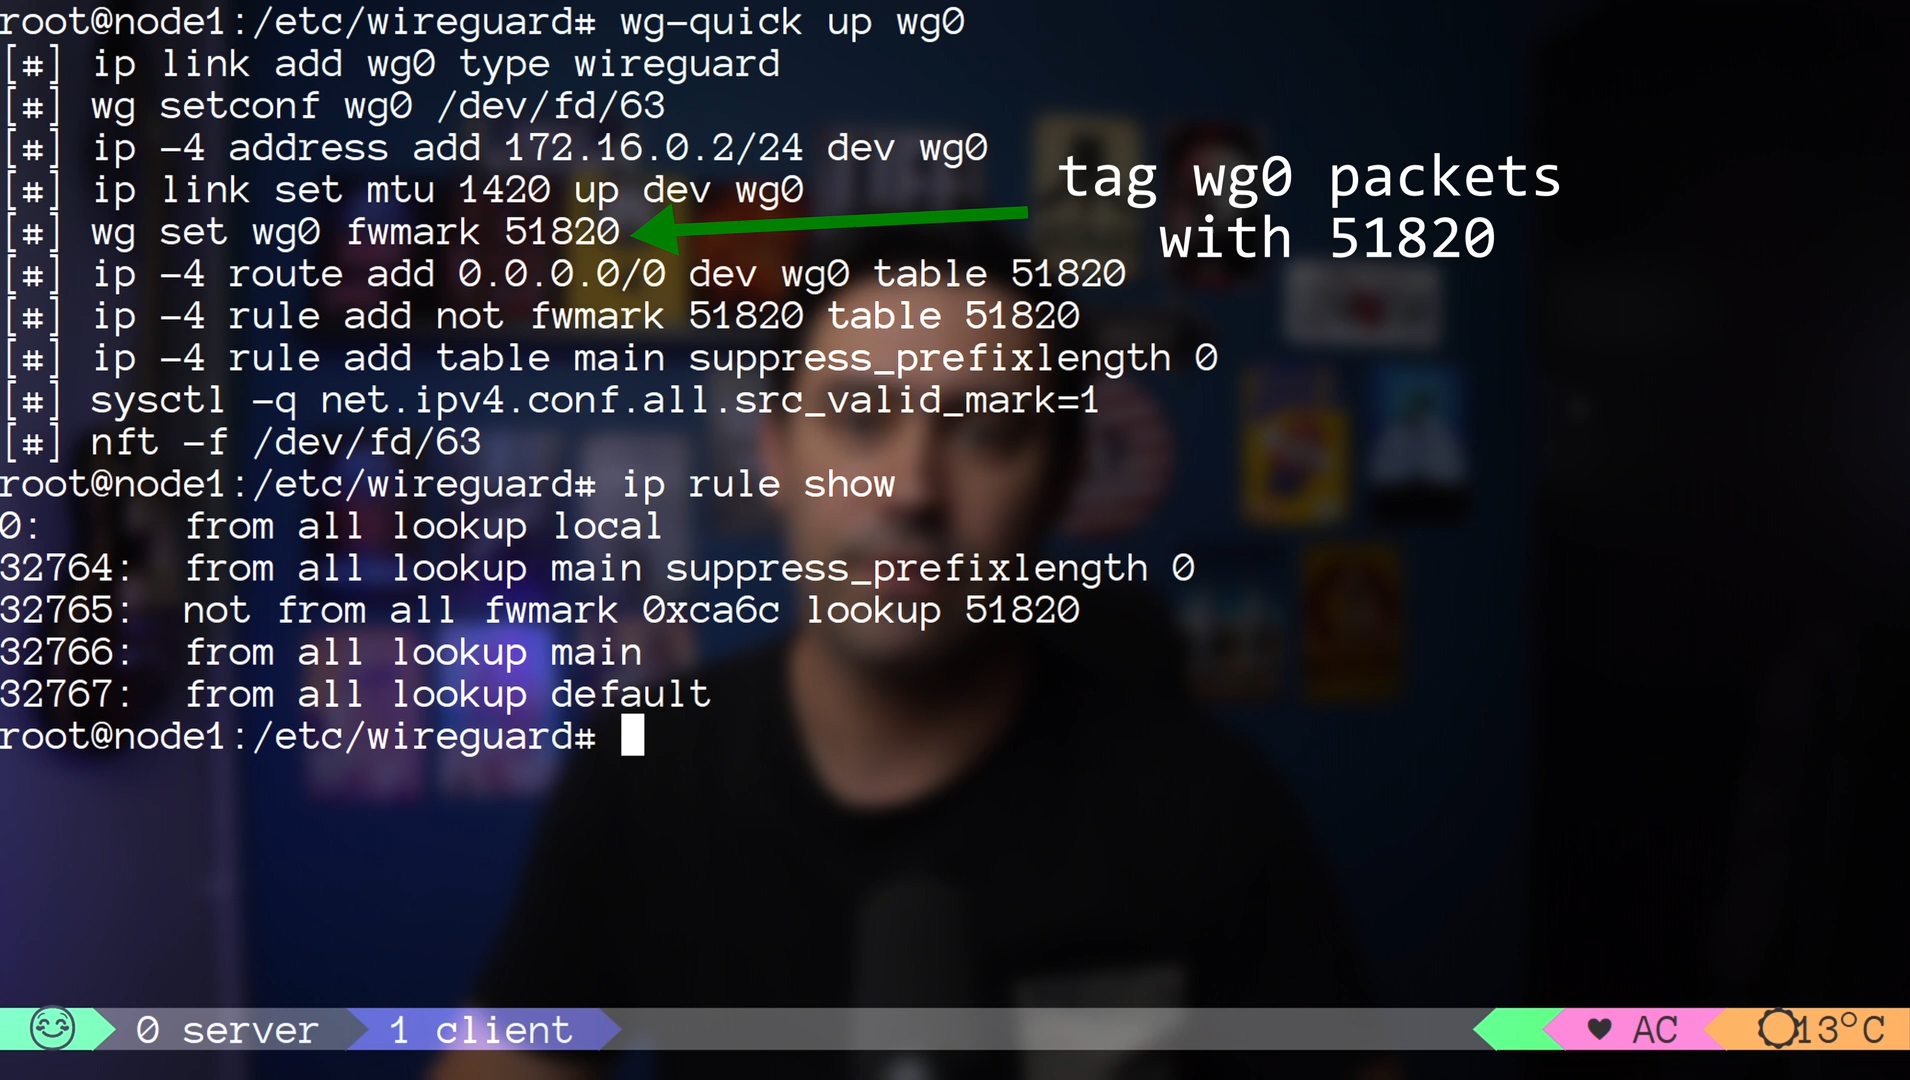 root@node1:/etc/wireguard# wg-quick up wg0
[#] ip link add wg0 type wireguard
[#] wg setconf wg0 /dev/fd/63
[#] ip -4 address add 172.16.0.2/24 dev wg0
[#] ip link set mtu 1420 up dev wg0
[#] wg set wg0 fwmark 51820
[#] ip -4 route add 0.0.0.0/0 dev wg0 table 51820
[#] ip -4 rule add not fwmark 51820 table 51820
[#] ip -4 rule add table main suppress_prefixlength 0
[#] sysctl -q net.ipv4.conf.all.src_valid_mark=1
[#] nft -f /dev/fd/63
root@node1:/etc/wireguard# ip rule show
0: from all lookup local
32764: from all lookup main suppress_prefixlength 0
32765: not from all fwmark 0xca6c lookup 51820
32766: from all lookup main
32767: from all lookup default
root@node1:/etc/wireguard#
tag wg0 packets
with 51820
0 server 1 client ♥ AC 13°C